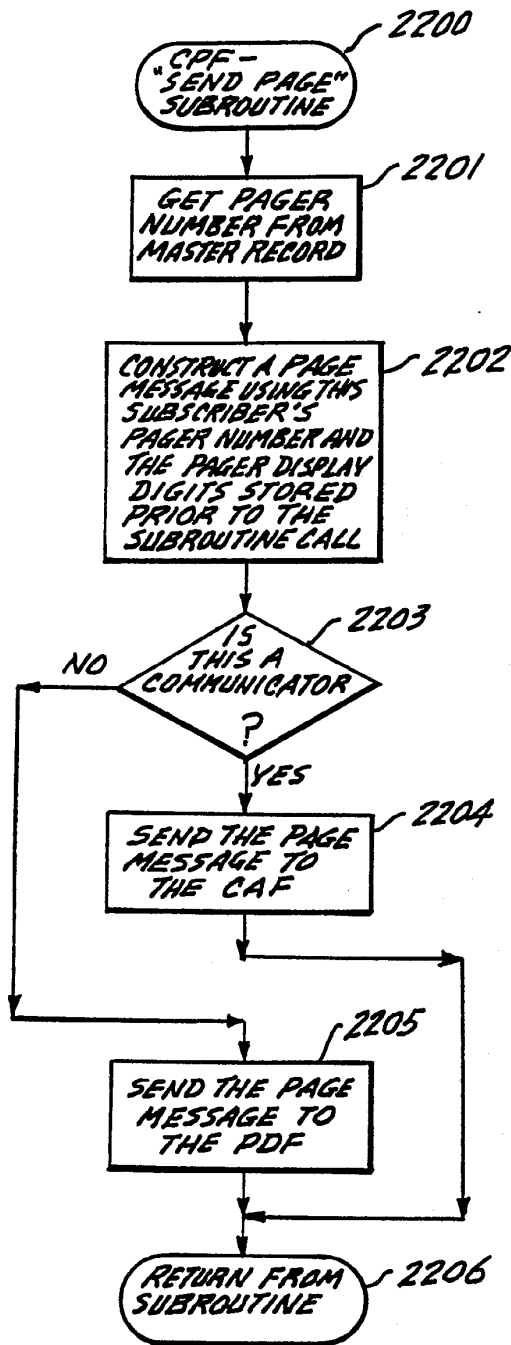 2200
CPF-
"SEND PAGE"
SUBROUTINE
2201
GET PAGER
NUMBER FROM
MASTER RECORD
2202
CONSTRUCT A PAGE
MESSAGE USING THIS
SUBSCRIBER'S
PAGER NUMBER AND
THE PAGER DISPLAY
DIGITS STORED
PRIOR TO THE
SUBROUTINE CALL
2203
IS
THIS A
COMMUNICATOR
?
NO
YES
2204
SEND THE PAGE
MESSAGE TO
THE CAF
2205
SEND THE PAGE
MESSAGE TO
THE PDF
2206
RETURN FROM
SUBROUTINE